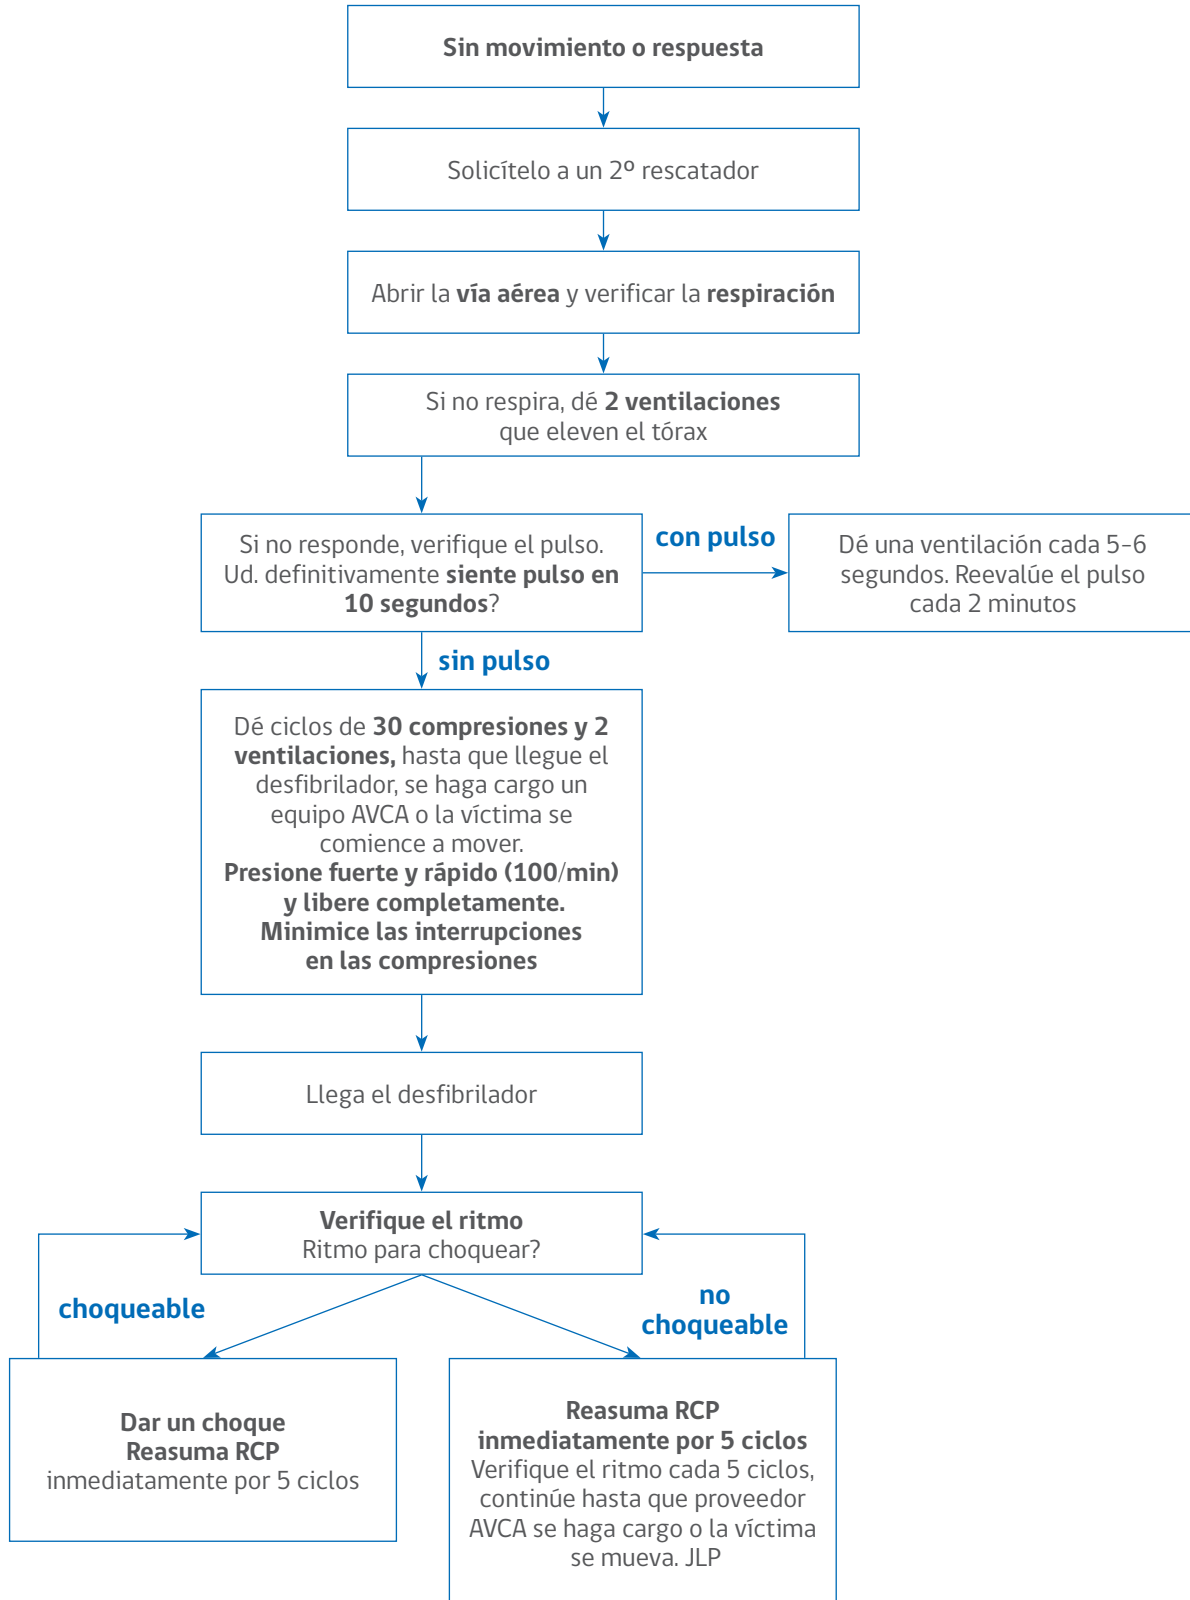 Sin movimiento o respuesta
Solicítelo a un 2º rescatador
Abrir la vía aérea y verificar la respiración
Si no respira, dé 2 ventilaciones
que eleven el tórax
Si no responde, verifique el pulso.
Ud. definitivamente siente pulso en
10 segundos?
con pulso
Dé una ventilación cada 5-6
segundos. Reevalúe el pulso
cada 2 minutos
sin pulso
Dé ciclos de 30 compresiones y 2
ventilaciones, hasta que llegue el
desfibrilador, se haga cargo un
equipo AVCA o la víctima se
comience a mover.
Presione fuerte y rápido (100/min)
y libere completamente.
Minimice las interrupciones
en las compresiones
Llega el desfibrilador
Verifique el ritmo
Ritmo para choquear?
choqueable
no
choqueable
Dar un choque
Reasuma RCP
inmediatamente por 5 ciclos
Reasuma RCP
inmediatamente por 5 ciclos
Verifique el ritmo cada 5 ciclos,
continúe hasta que proveedor
AVCA se haga cargo o la víctima
se mueva. JLP